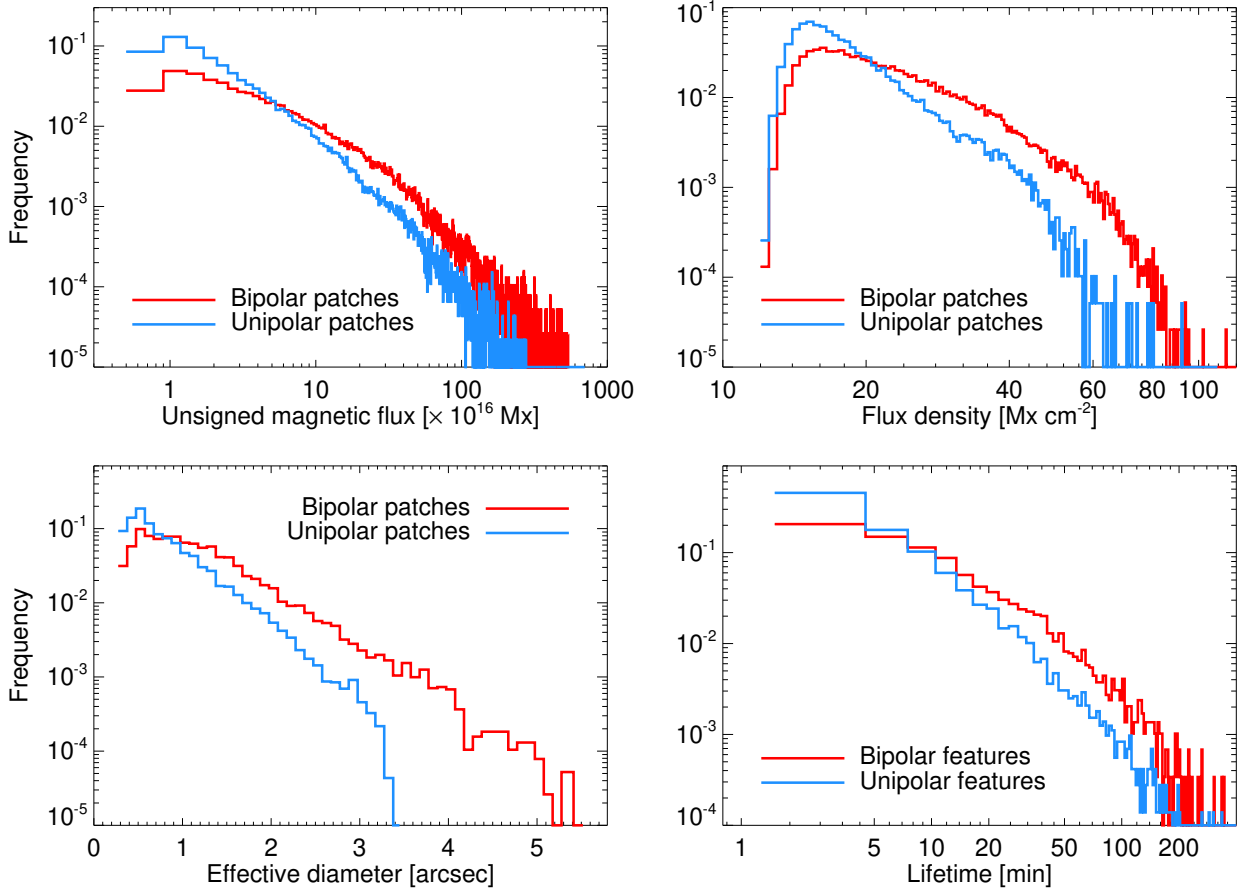 Frequency
10^-1
10^-2
10^-3
10^-4
10^-5
Bipolar patches
Unipolar patches
1 10 100 1000
Unsigned magnetic flux [× 10^16 Mx]
10^-1
10^-2
10^-3
10^-4
10^-5
Bipolar patches
Unipolar patches
10 20 40 60 80 100
Flux density [Mx cm^-2]
Frequency
10^0
10^-1
10^-2
10^-3
10^-4
10^-5
Bipolar patches
Unipolar patches
0 1 2 3 4 5
Effective diameter [arcsec]
10^-1
10^-2
10^-3
10^-4
Bipolar features
Unipolar features
1 5 10 20 50 100 200
Lifetime [min]